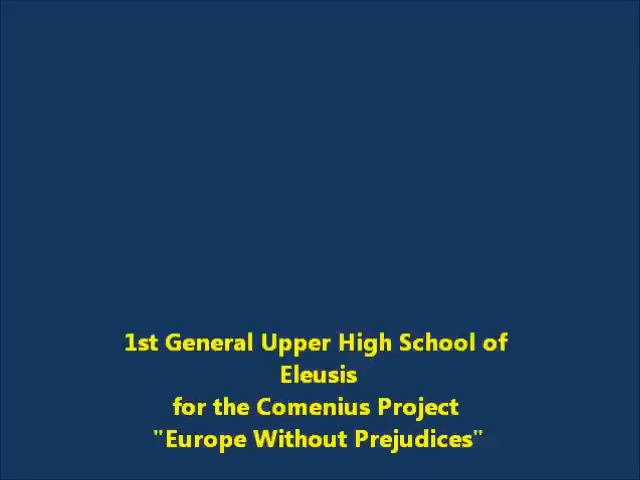 1st General Upper High School of
Eleusis
for the Comenius Project
"Europe Without Prejudices"